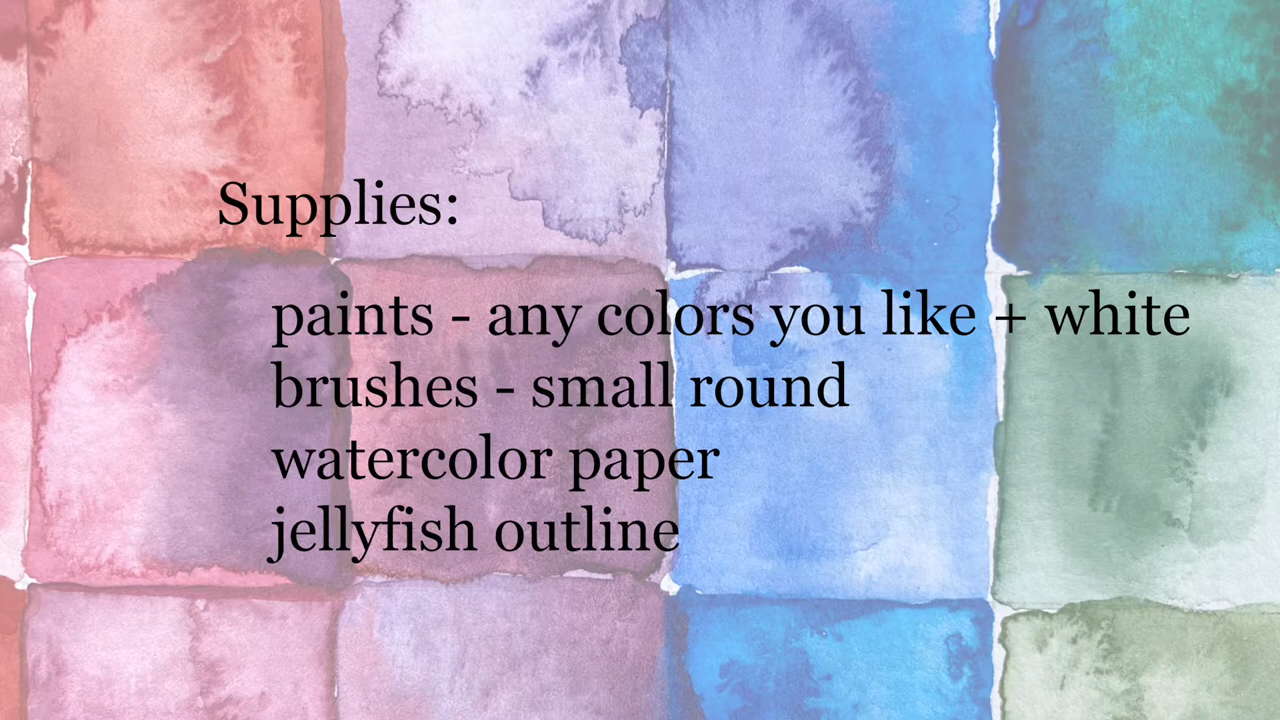 Supplies:
paints - any colors you like + white
brushes - small round
watercolor paper
jellyfish outline